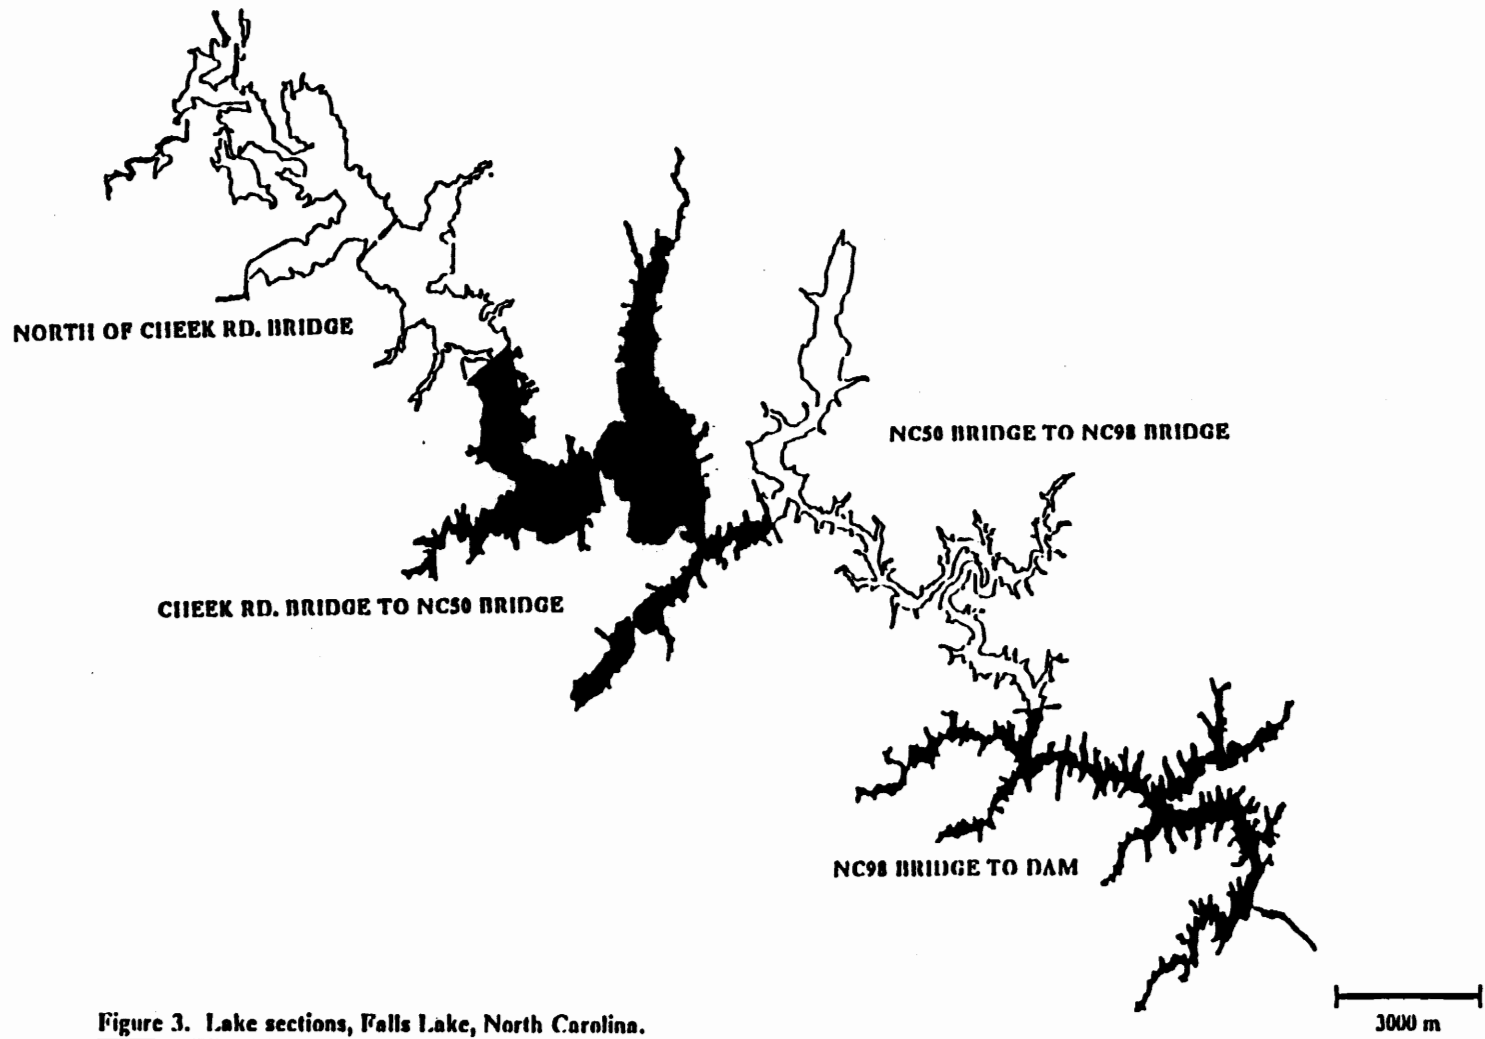 NORTH OF CHEEK RD. BRIDGE
NC50 BRIDGE TO NC98 BRIDGE
CHEEK RD. BRIDGE TO NC50 BRIDGE
NC98 BRIDGE TO DAM
3000 m
Figure 3. Lake sections, Falls Lake, North Carolina.